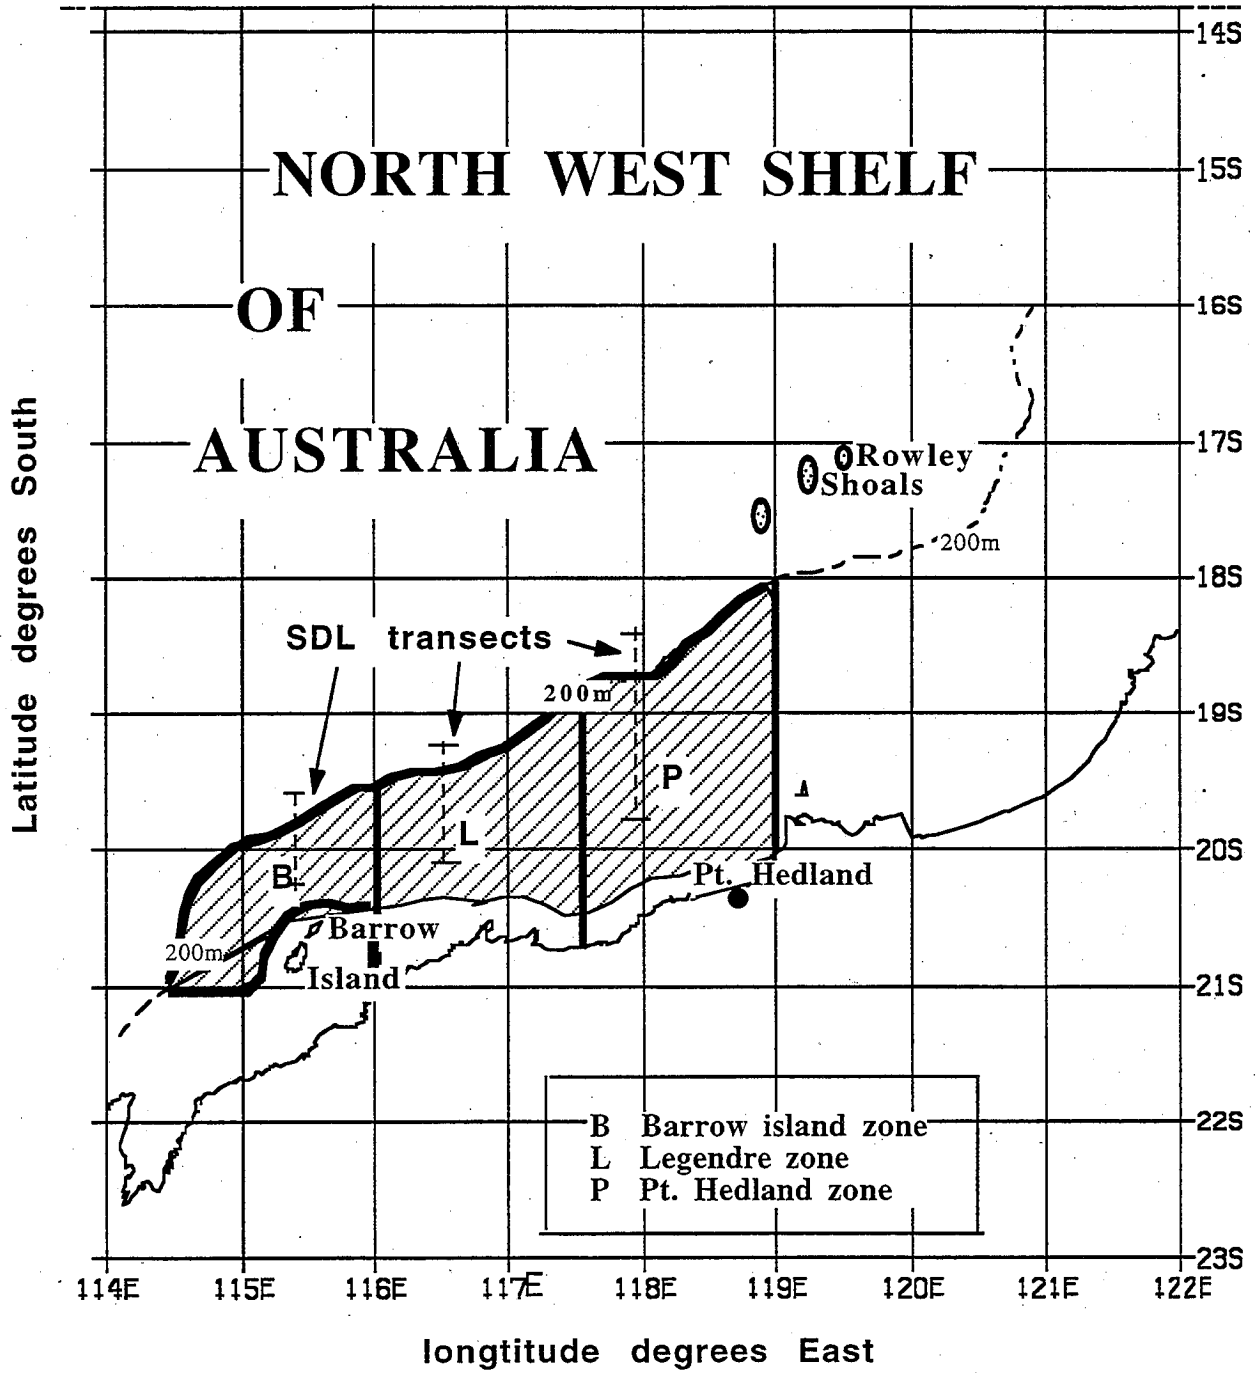 14S
NORTH WEST SHELF
15S
OF
16S
AUSTRALIA
17S
Rowley
Shoals
200m
18S
SDL transects
200m
19S
P
L
20S
B
Pt. Hedland
Barrow
200m
Island
21S
B Barrow island zone
22S
L Legendre zone
P Pt. Hedland zone
23S
114E 115E 116E 117E 118E 119E 120E 121E 122E
longtitude degrees East
Latitude degrees South